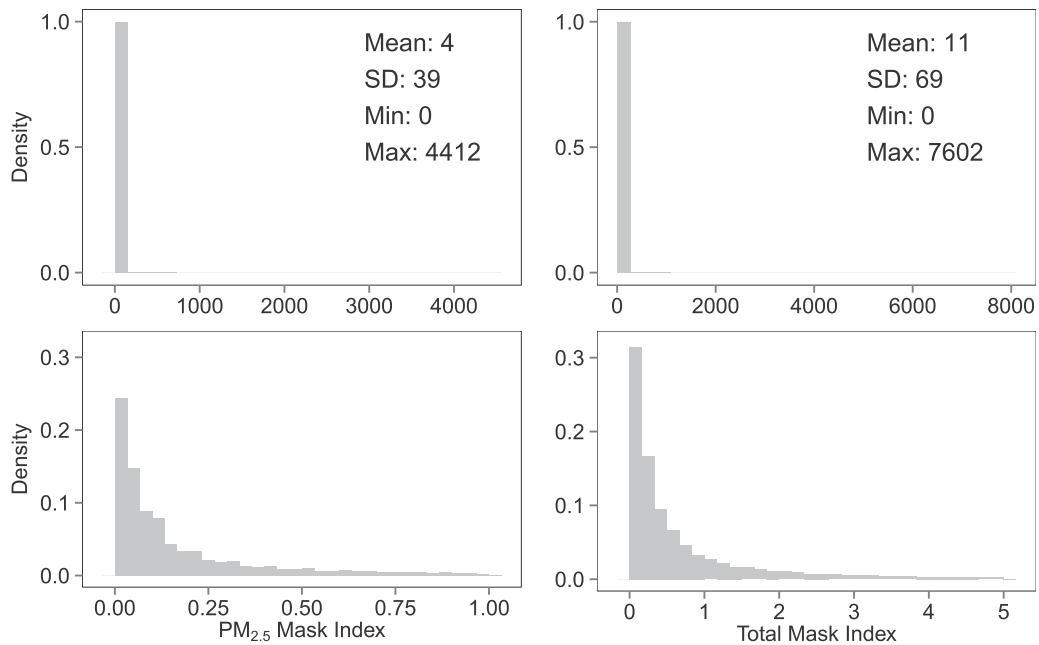 Density
1.0
0.5
0.0
Mean: 4
SD: 39
Min: 0
Max: 4412
0 1000 2000 3000 4000
1.0
0.5
0.0
Mean: 11
SD: 69
Min: 0
Max: 7602
0 2000 4000 6000 8000
Density
0.3
0.2
0.1
0.0
0.00 0.25 0.50 0.75 1.00
PM2.5 Mask Index
0.3
0.2
0.1
0.0
0 1 2 3 4 5
Total Mask Index